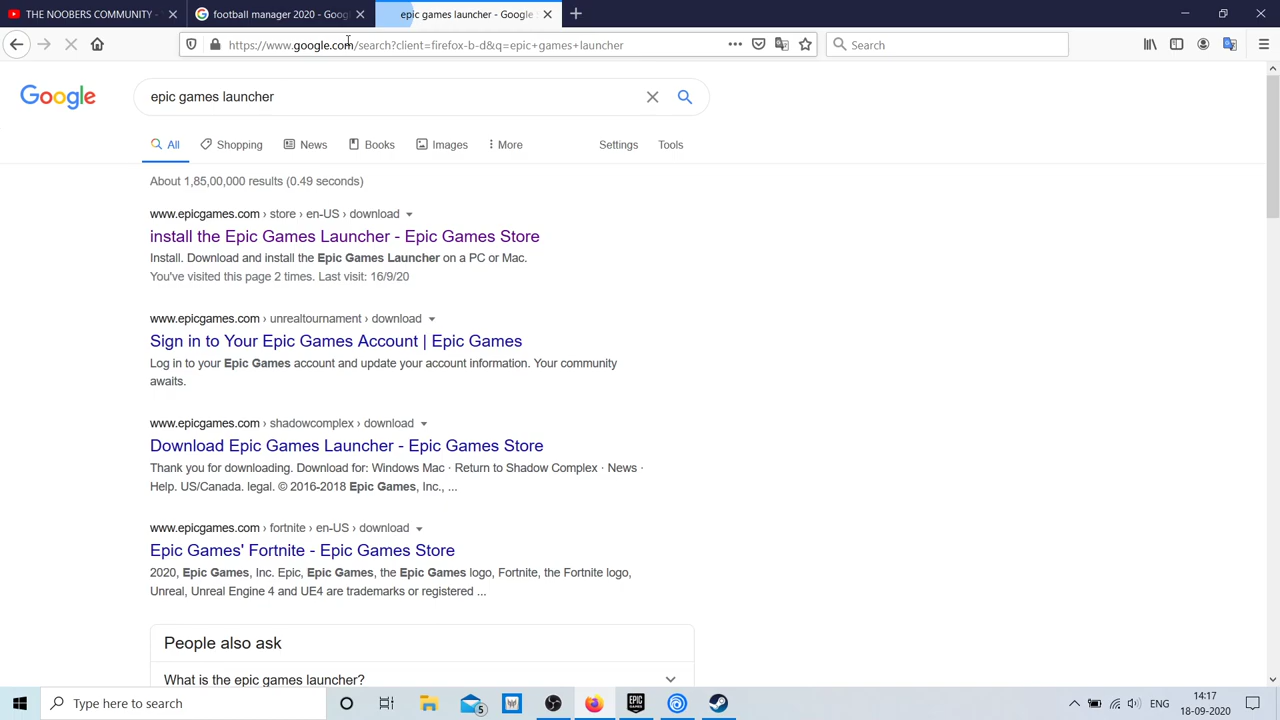 THE NOOBERS COMMUNITY -
football manager 2020 - Goog
epic games launcher - Google
https://www.google.com/search?client=firefox-b-d&q=epic+games+launcher
Search
Google
epic games launcher
All
Shopping
News
Books
Images
More
Settings
Tools
About 1,85,00,000 results (0.49 seconds)
www.epicgames.com › store › en-US › download
install the Epic Games Launcher - Epic Games Store
Install. Download and install the Epic Games Launcher on a PC or Mac.
You've visited this page 2 times. Last visit: 16/9/20
www.epicgames.com › unrealtournament › download
Sign in to Your Epic Games Account | Epic Games
Log in to your Epic Games account and update your account information. Your community
awaits.
www.epicgames.com › shadowcomplex › download
Download Epic Games Launcher - Epic Games Store
Thank you for downloading. Download for: Windows Mac · Return to Shadow Complex · News ·
Help. US/Canada. legal. © 2016-2018 Epic Games, Inc., ...
www.epicgames.com › fortnite › en-US › download
Epic Games' Fortnite - Epic Games Store
2020, Epic Games, Inc. Epic, Epic Games, the Epic Games logo, Fortnite, the Fortnite logo,
Unreal, Unreal Engine 4 and UE4 are trademarks or registered ...
People also ask
What is the epic games launcher?
Type here to search
5
EPIC
GAMES
ENG
14:17
18-09-2020